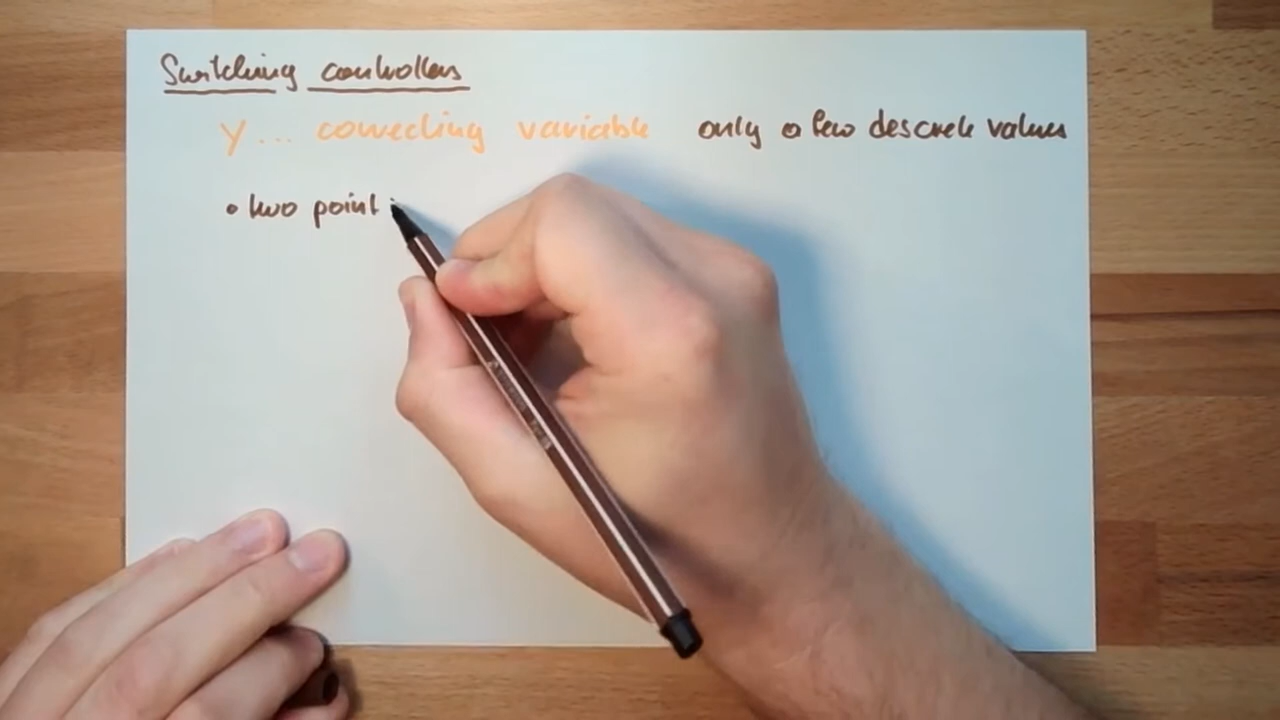 Switching controllers
y... correcting variable only a few descrete values
• two point